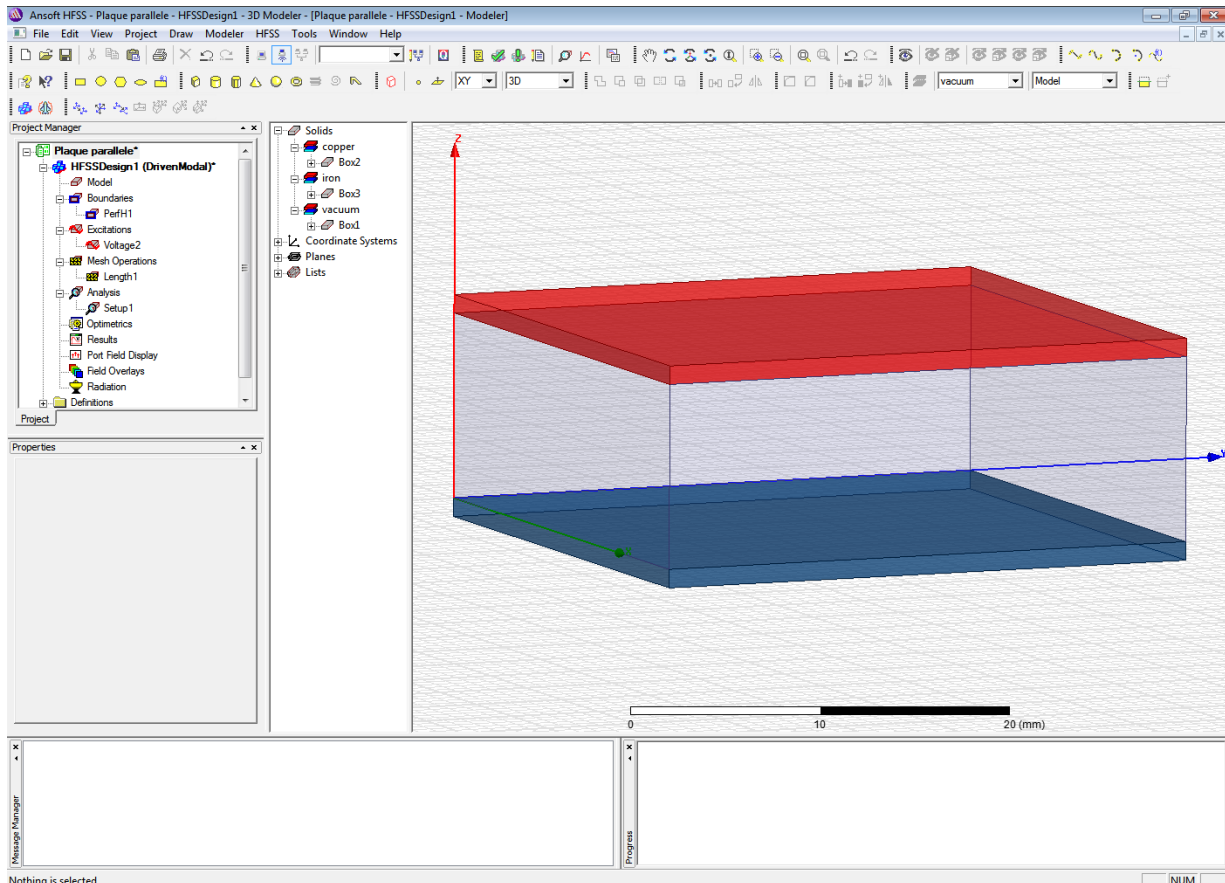 Ansoft HFSS - Plaque parallele - HFSSDesign1 - 3D Modeler - [Plaque parallele - HFSSDesign1 - Modeler]
File Edit View Project Draw Modeler HFSS Tools Window Help
XY 3D vacuum Model
Project Manager
Plaque parallele*
HFSSDesign1 (DrivenModal)*
Model
Boundaries
PerfH1
Excitations
Voltage2
Mesh Operations
Length1
Analysis
Setup1
Optimetrics
Results
Port Field Display
Field Overlays
Radiation
Definitions
Project
Properties
Solids
copper
Box2
iron
Box3
vacuum
Box1
Coordinate Systems
Planes
Lists
Z
Y
0 10 20 (mm)
Message Manager
Progress
Nothing is selected
NUM